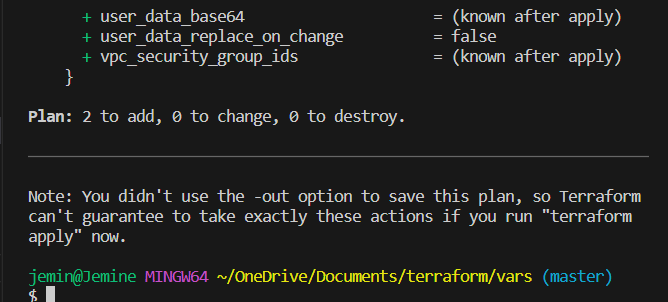 + user_data_base64 = (known after apply)
+ user_data_replace_on_change = false
+ vpc_security_group_ids = (known after apply)
}
Plan: 2 to add, 0 to change, 0 to destroy.
Note: You didn't use the -out option to save this plan, so Terraform
can't guarantee to take exactly these actions if you run "terraform
apply" now.
jemin@Jemine MINGW64 ~/OneDrive/Documents/terraform/vars (master)
$